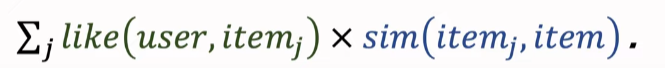 ∑ⱼ like(user, itemⱼ) × sim(itemⱼ, item) .